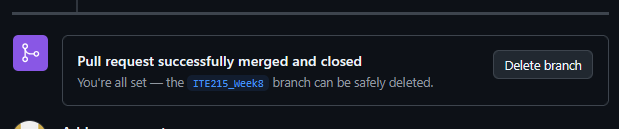 Pull request successfully merged and closed
You're all set — the ITE215_Week8 branch can be safely deleted.
Delete branch